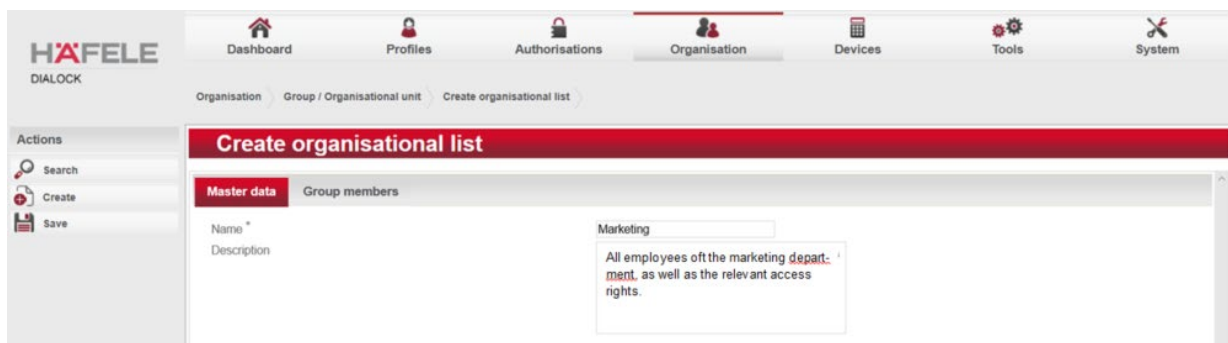 HÄFELE
DIALOCK
Dashboard
Profiles
Authorisations
Organisation
Devices
Tools
System
Organisation Group / Organisational unit Create organisational list
Actions
Search
Create
Save
Create organisational list
Master data Group members
Name * Marketing
Description
All employees oft the marketing depart-
ment, as well as the relevant access
rights.